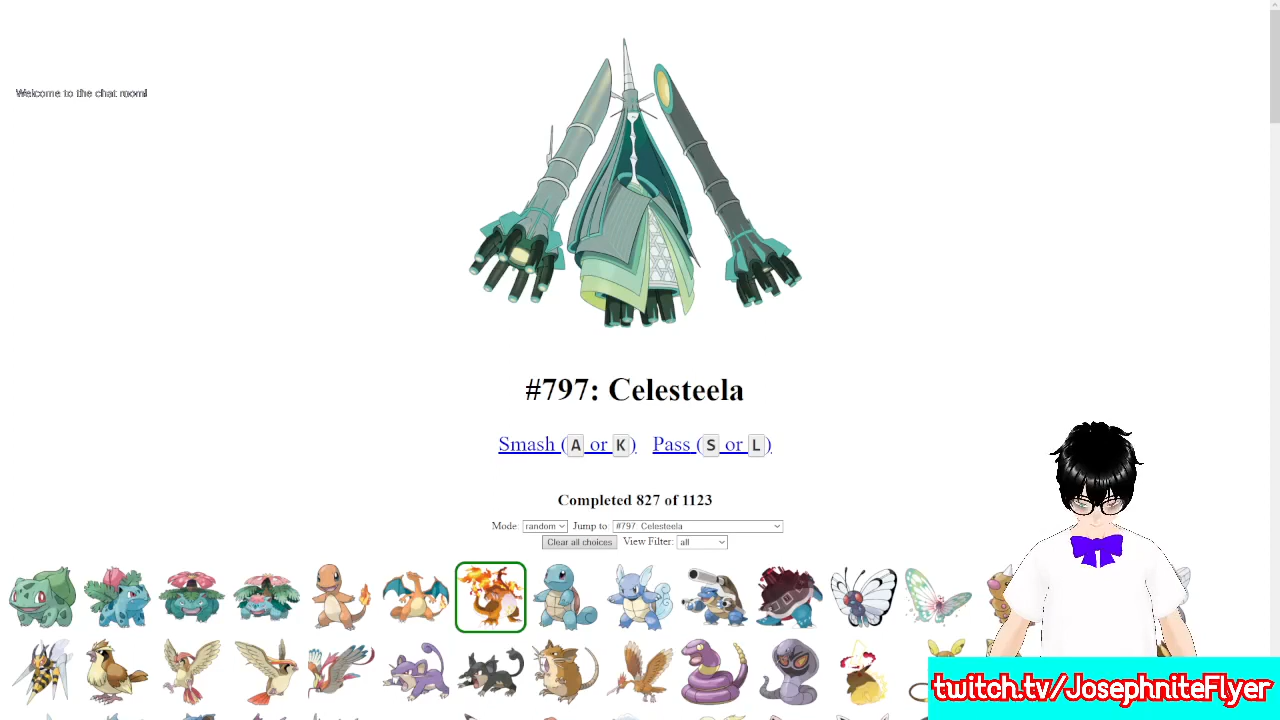 Welcome to the chat room!
#797: Celesteela
Smash (A or K) Pass (S or L)
Completed 827 of 1123
Mode: random Jump to: #797 Celesteela
Clear all choices View Filter: all
twitch.tv/JosephniteFlyer